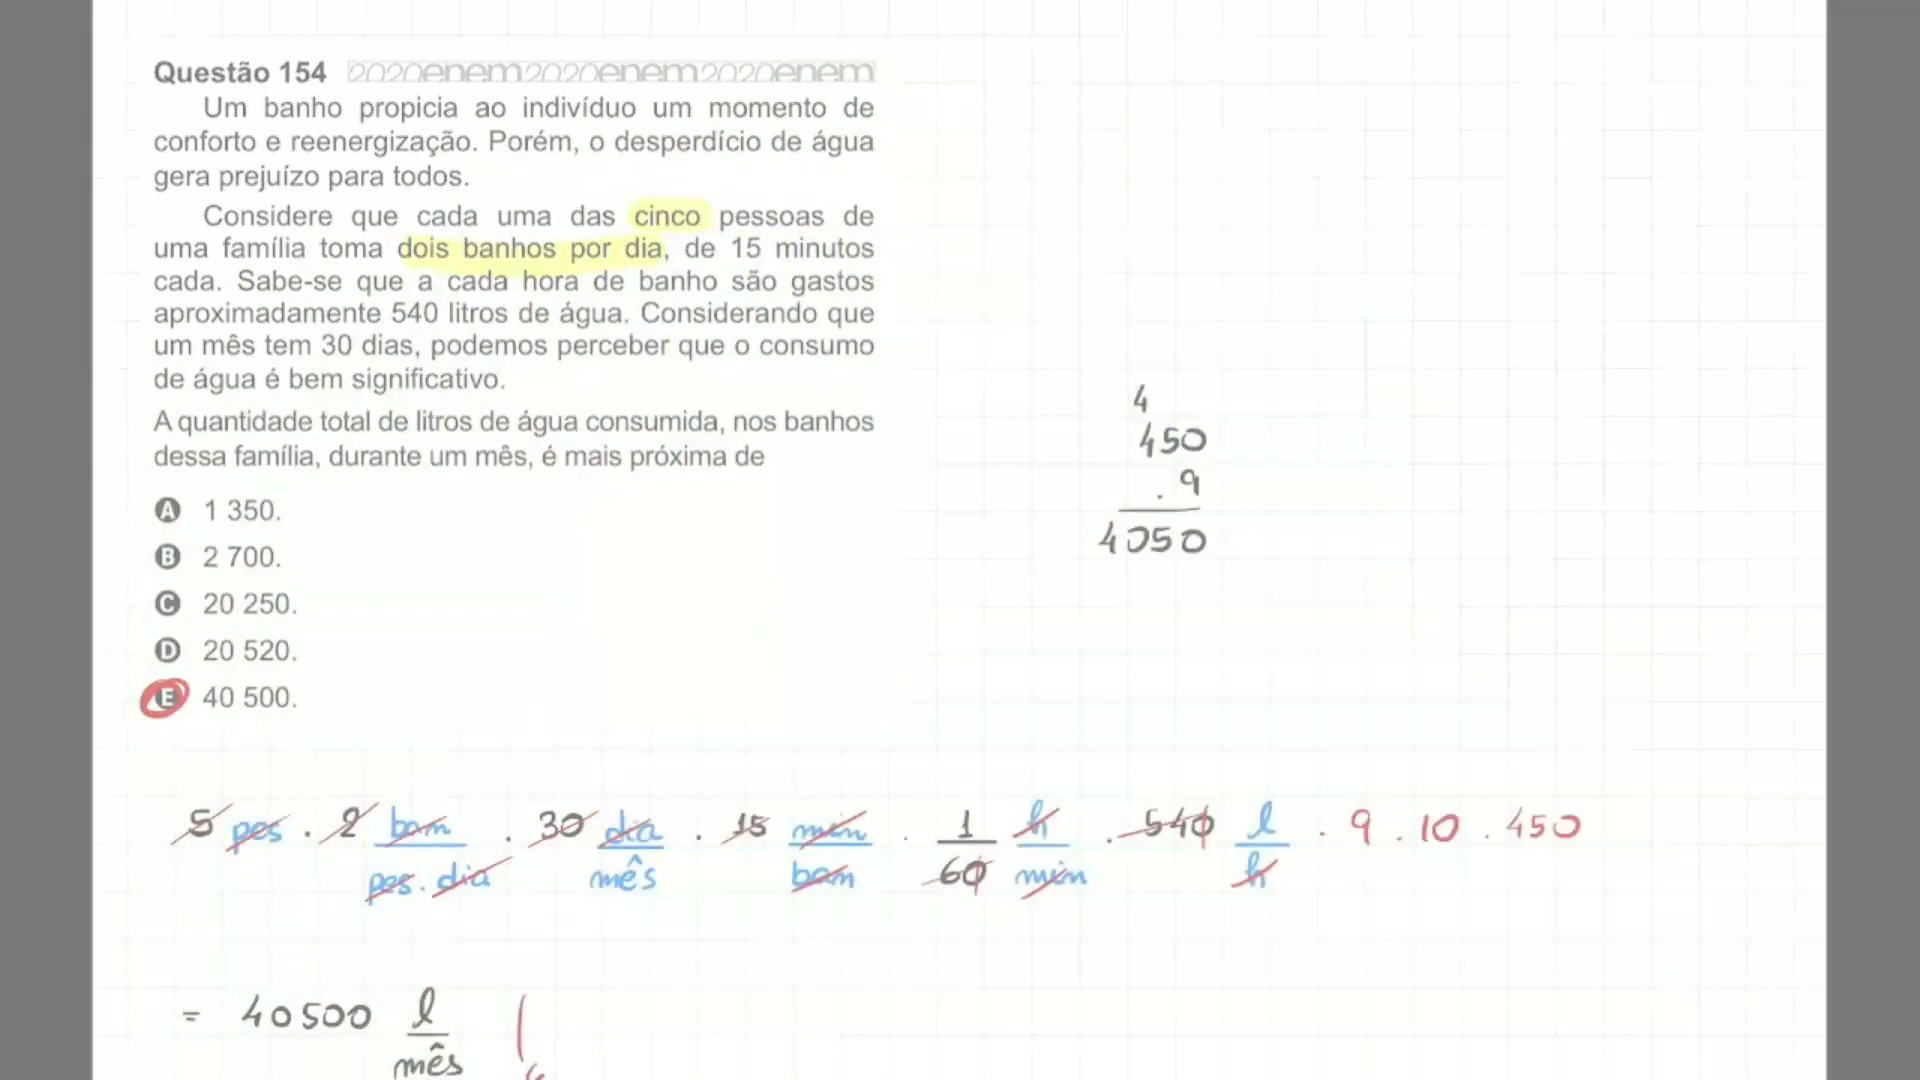 Questão 154 2020enem2020enem2020enem
Um banho propicia ao indivíduo um momento de
conforto e reenergização. Porém, o desperdício de água
gera prejuízo para todos.
Considere que cada uma das cinco pessoas de
uma família toma dois banhos por dia, de 15 minutos
cada. Sabe-se que a cada hora de banho são gastos
aproximadamente 540 litros de água. Considerando que
um mês tem 30 dias, podemos perceber que o consumo
de água é bem significativo.
A quantidade total de litros de água consumida, nos banhos
dessa família, durante um mês, é mais próxima de
A 1 350.
B 2 700.
C 20 250.
D 20 520.
E 40 500.
4
450
. 9
4050
5 pes . 2 ban/pes. dia . 30 dia/mês . 15 min/ban . 1/60 h/min . 540 l/h . 9 . 10 . 450
= 40500 l/mês